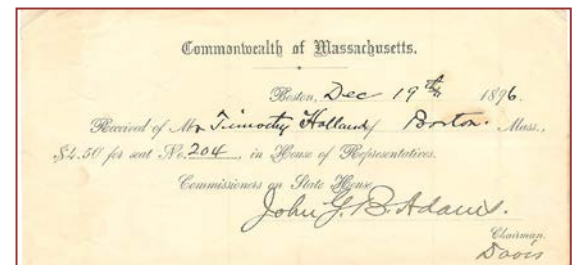 Commonwealth of Massachusetts.
Boston, Dec 19th 1896.
Received of Mr Timothy Holland, Boston. Mass.,
$4.50 for seat No. 204, in House of Representatives.
Commissioners on State House
John G. B. Adams.
Chairman.
Davis